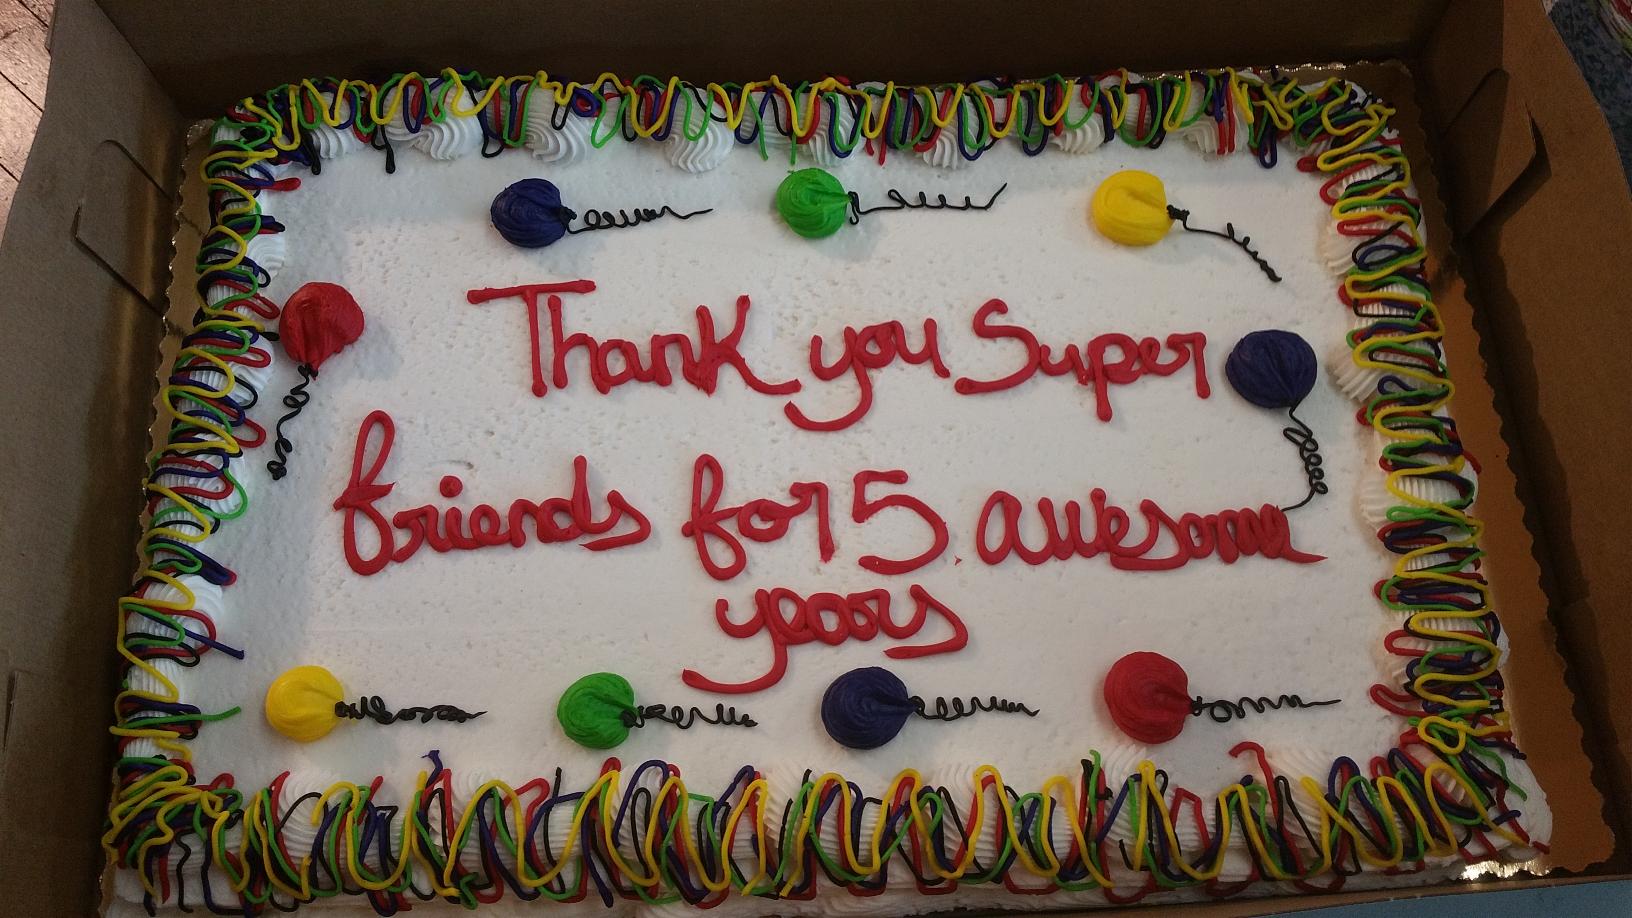 Thank you Super
friends for 5 awesome
years